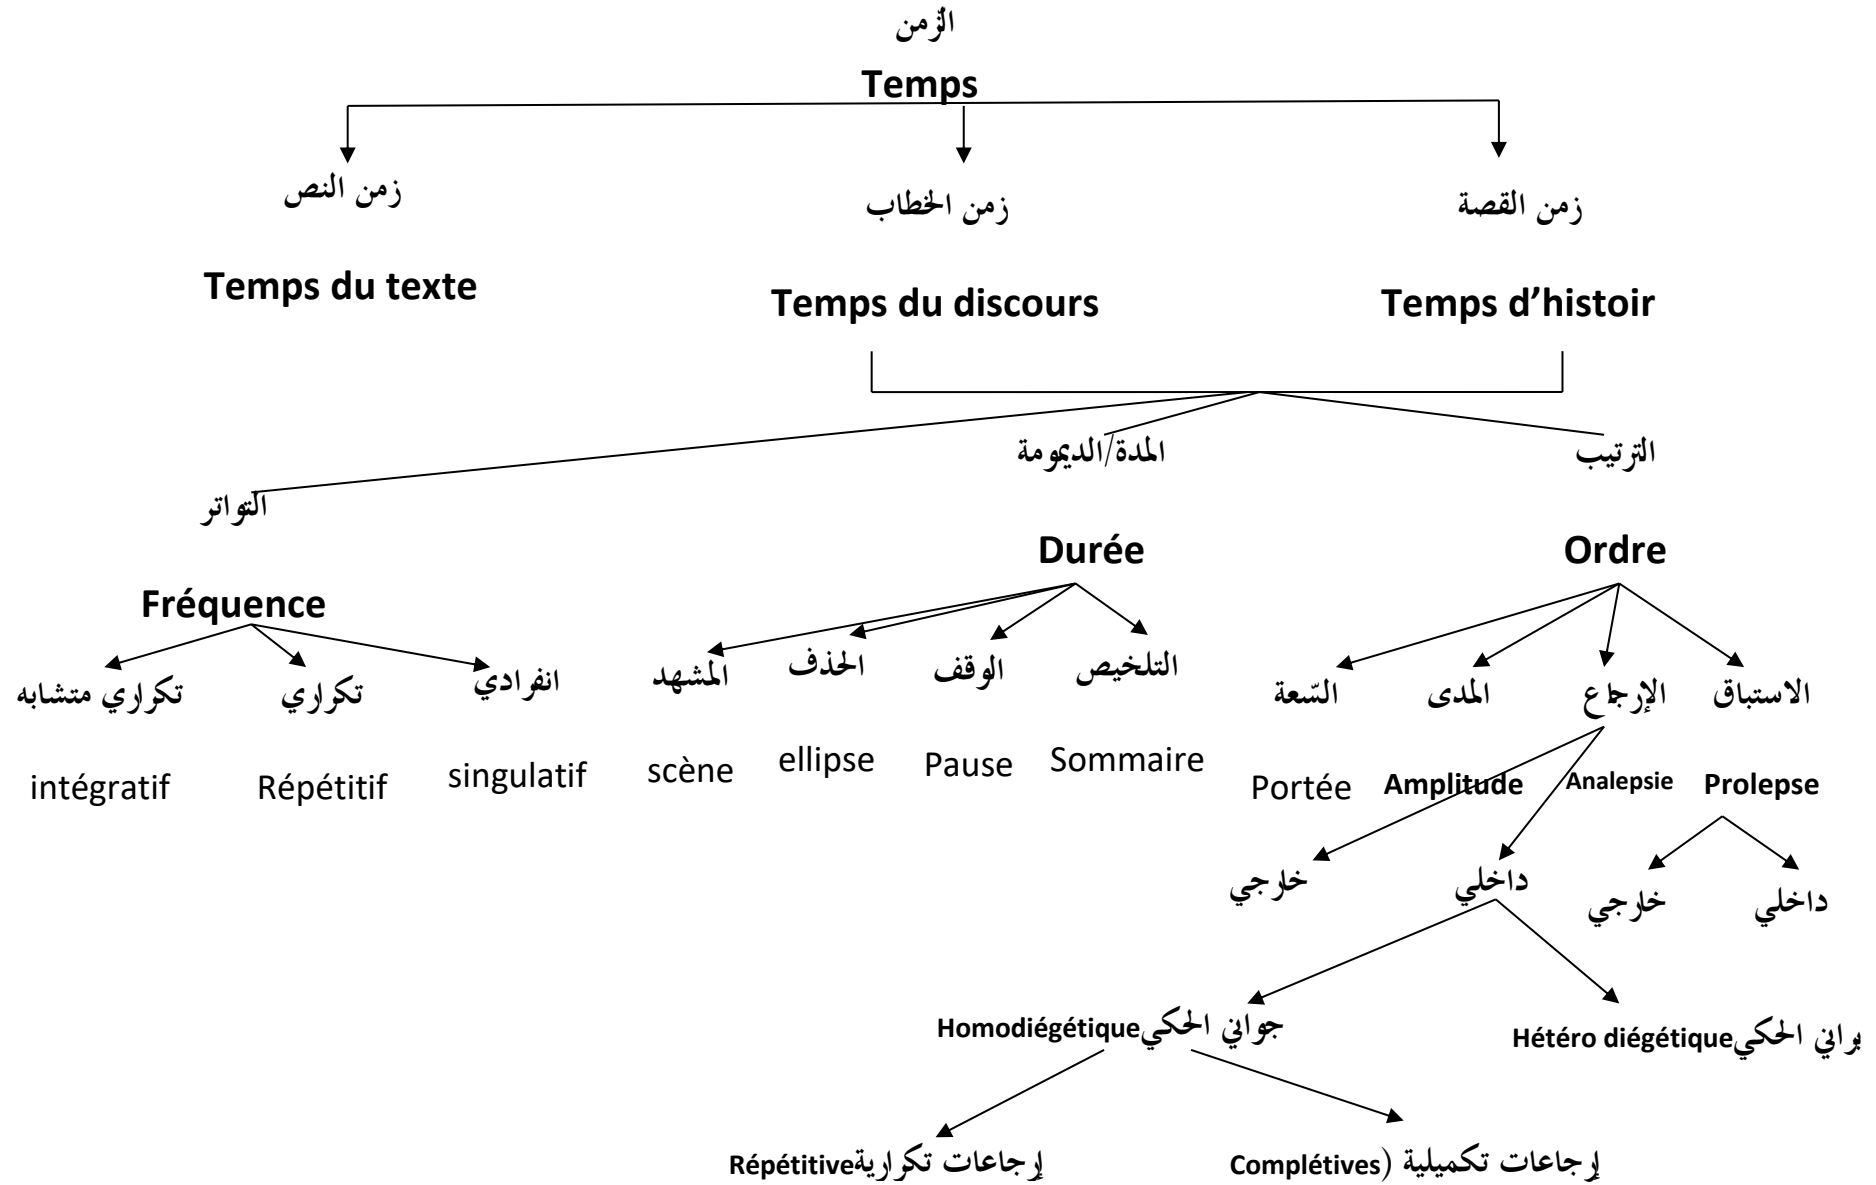 الزّمن
Temps
زمن القصة
زمن الخطاب
زمن النص
Temps d’histoir
Temps du discours
Temps du texte
الترتيب
المدة/الديمومة
التواتر
Ordre
Durée
Fréquence
الاستباق
الإرجاع
المدى
السّعة
التلخيص
الوقف
الحذف
المشهد
انفرادي
تكراري
تكراري متشابه
Prolepse
Analepsie
Amplitude
Portée
Sommaire
Pause
ellipse
scène
singulatif
Répétitif
intégratif
داخلي
خارجي
داخلي
خارجي
براني الحكي Hétéro diégétique
جواني الحكي Homodiégétique
إرجاعات تكميلية (Complétives
إرجاعات تكرارية Répétitive